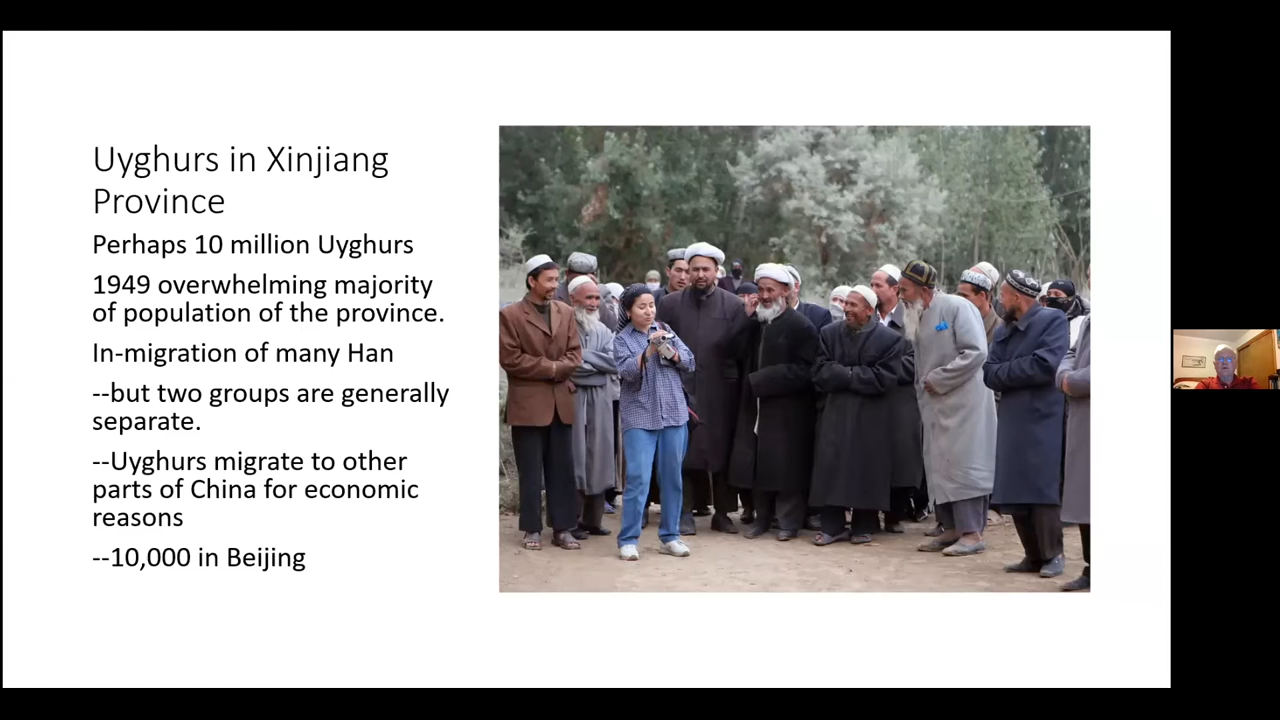 Uyghurs in Xinjiang
Province
Perhaps 10 million Uyghurs
1949 overwhelming majority
of population of the province.
In-migration of many Han
--but two groups are generally
separate.
--Uyghurs migrate to other
parts of China for economic
reasons
--10,000 in Beijing